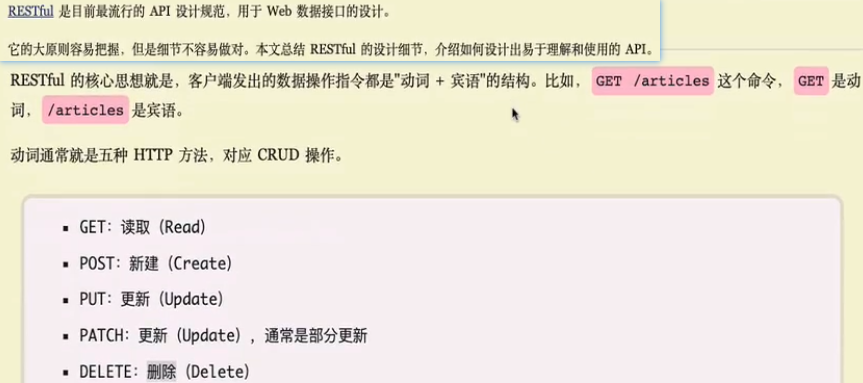 RESTful 是目前最流行的 API 设计规范，用于 Web 数据接口的设计。
它的大原则容易把握，但是细节不容易做对。本文总结 RESTful 的设计细节，介绍如何设计出易于理解和使用的 API。
RESTful 的核心思想就是，客户端发出的数据操作指令都是"动词 + 宾语"的结构。比如， GET /articles 这个命令， GET 是动
词， /articles 是宾语。
动词通常就是五种 HTTP 方法，对应 CRUD 操作。
▪ GET：读取（Read）
▪ POST：新建（Create）
▪ PUT：更新（Update）
▪ PATCH：更新（Update），通常是部分更新
▪ DELETE：删除（Delete）